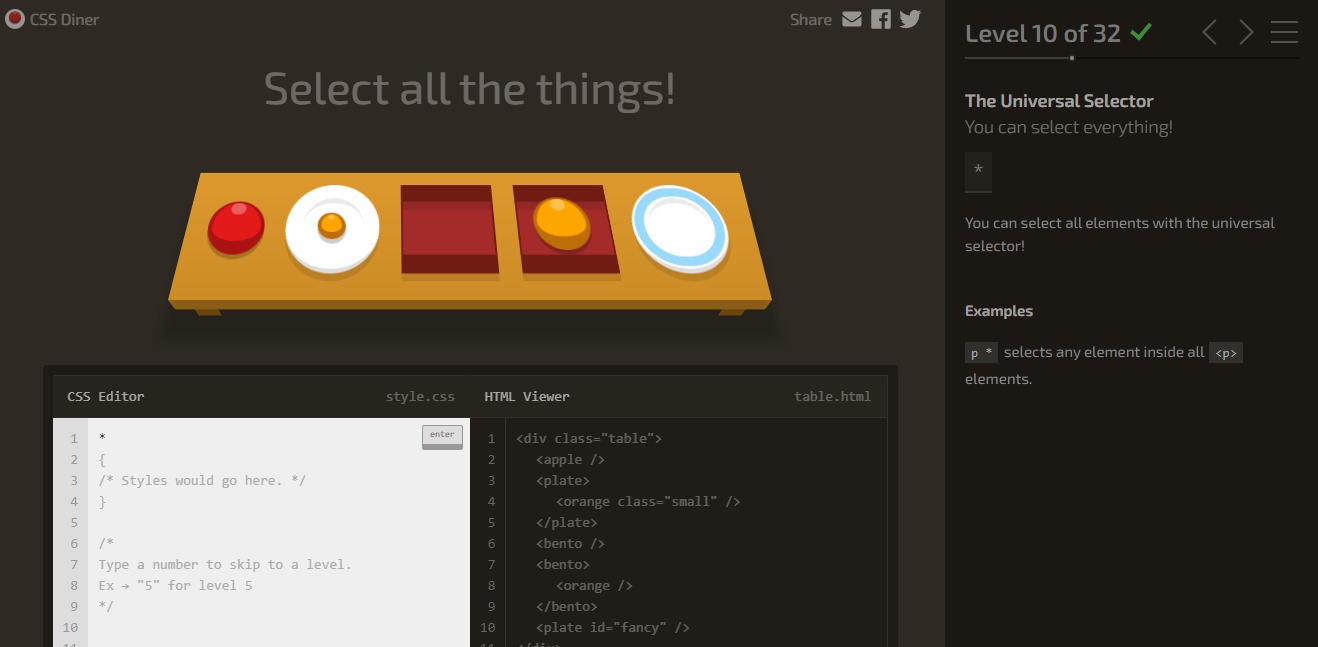 CSS Diner
Share
Select all the things!
CSS Editor style.css
1 *
enter
2 {
3 /* Styles would go here. */
4 }
5
6 /*
7 Type a number to skip to a level.
8 Ex → "5" for level 5
9 */
10
HTML Viewer table.html
1 <div class="table">
2 <apple />
3 <plate>
4 <orange class="small" />
5 </plate>
6 <bento />
7 <bento>
8 <orange />
9 </bento>
10 <plate id="fancy" />
11 </div>
Level 10 of 32
The Universal Selector
You can select everything!
*
You can select all elements with the universal
selector!
Examples
p * selects any element inside all <p>
elements.